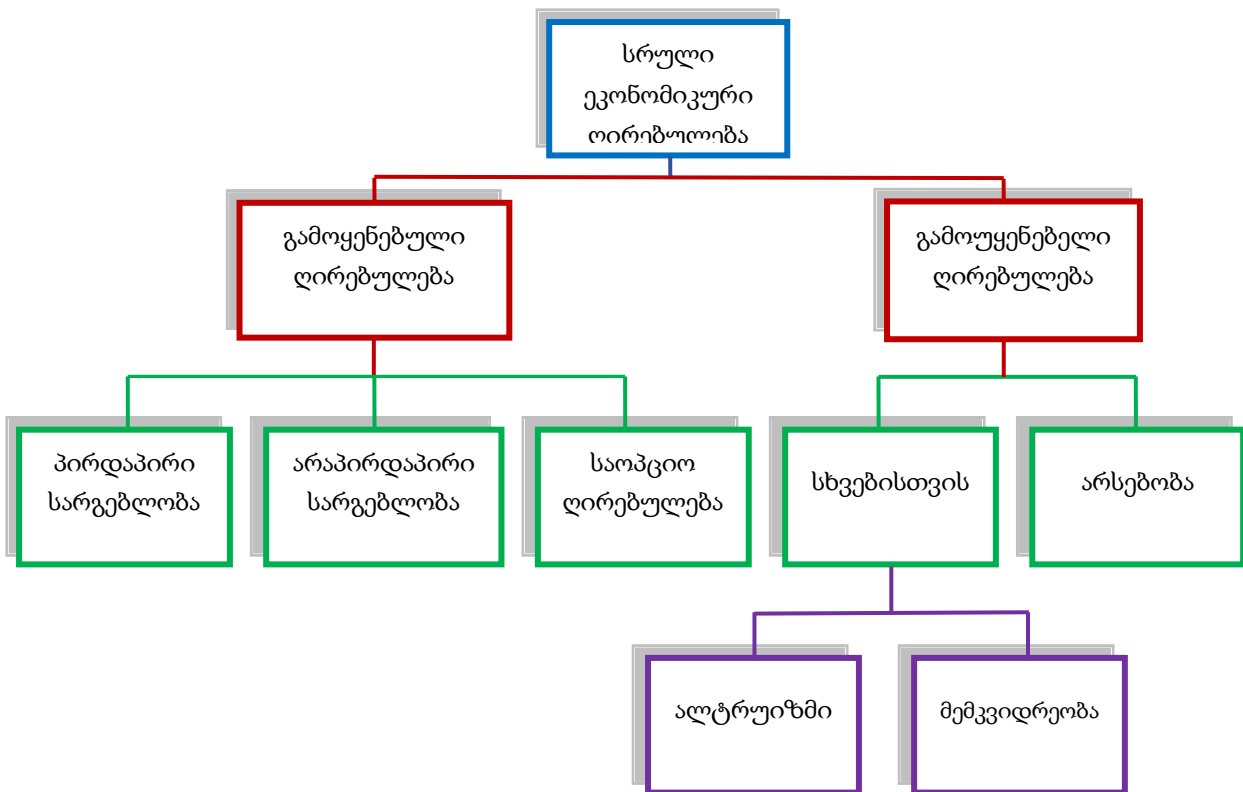 სრული
ეკონომიკური
ღირებულება
გამოყენებული
ღირებულება
გამოუყენებელი
ღირებულება
პირდაპირი
სარგებლობა
არაპირდაპირი
სარგებლობა
საოპციო
ღირებულება
სხვებისთვის
არსებობა
ალტრუიზმი
მემკვიდრეობა